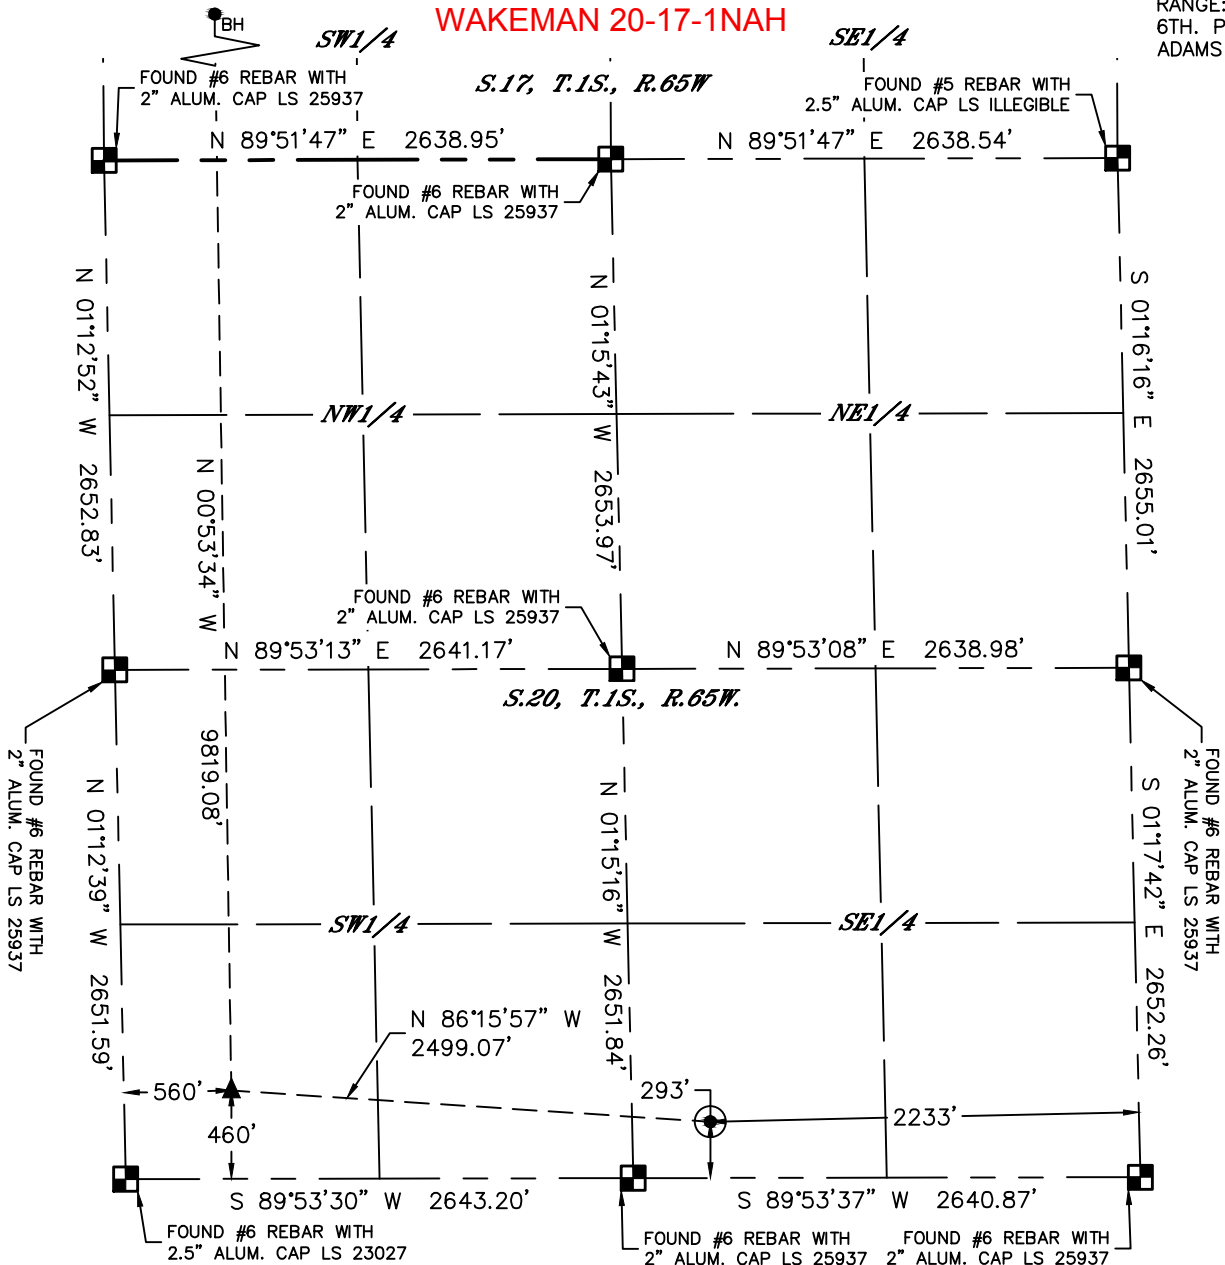 WAKEMAN 20-17-1NAH
RANGE:
6TH. P
ADAMS
BH
SW1/4
SE1/4
S.17, T.1S., R.65W
FOUND #6 REBAR WITH
2" ALUM. CAP LS 25937
FOUND #5 REBAR WITH
2.5" ALUM. CAP LS ILLEGIBLE
N 89°51'47" E 2638.95'
N 89°51'47" E 2638.54'
FOUND #6 REBAR WITH
2" ALUM. CAP LS 25937
N 01°12'52" W 2652.83'
N 00°53'34" W 9819.08'
N 01°15'43" W 2653.97'
S 01°16'16" E 2655.01'
NW1/4
NE1/4
FOUND #6 REBAR WITH
2" ALUM. CAP LS 25937
N 89°53'13" E 2641.17'
N 89°53'08" E 2638.98'
S.20, T.1S., R.65W.
FOUND #6 REBAR WITH
2" ALUM. CAP LS 25937
FOUND #6 REBAR WITH
2" ALUM. CAP LS 25937
N 01°12'39" W 2651.59'
N 01°15'16" W 2651.84'
S 01°17'42" E 2652.26'
SW1/4
SE1/4
N 86°15'57" W
2499.07'
560'
460'
293'
2233'
S 89°53'30" W 2643.20'
S 89°53'37" W 2640.87'
FOUND #6 REBAR WITH
2.5" ALUM. CAP LS 23027
FOUND #6 REBAR WITH
2" ALUM. CAP LS 25937
FOUND #6 REBAR WITH
2" ALUM. CAP LS 25937